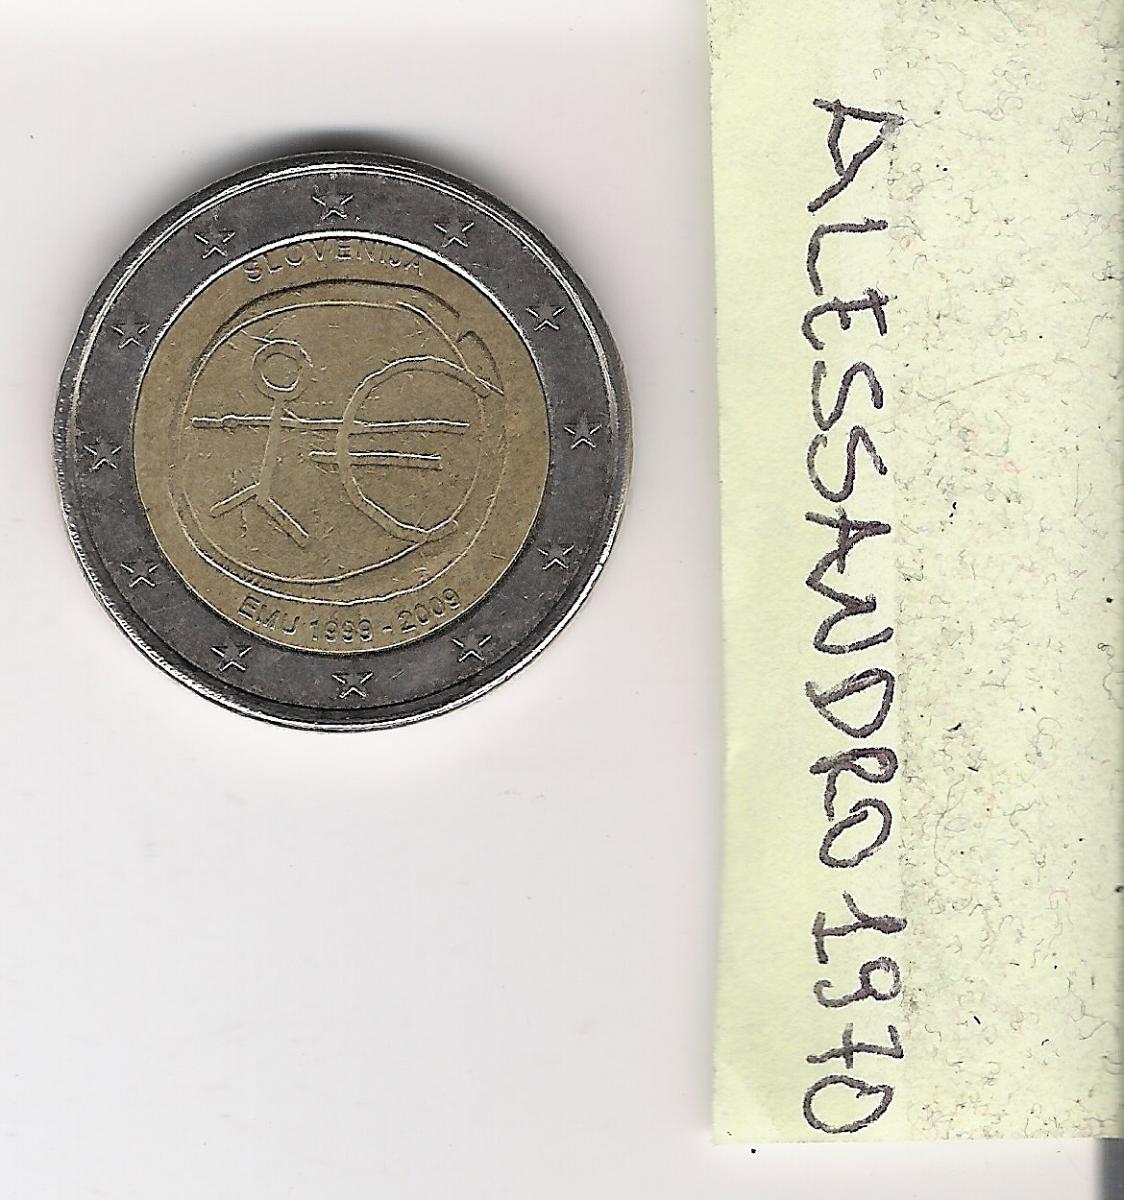 SLOVENIJA
EMU 1999 - 2009
ALESSANDRO 1970